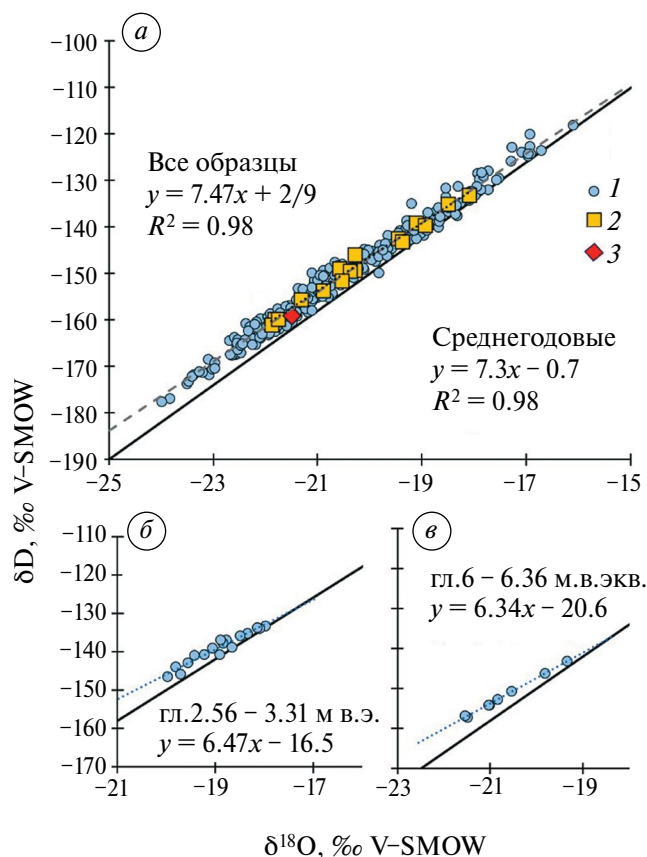 а
−100
−110
−120
−130
−140
−150
−160
−170
−180
−190
−25
−23
−21
−19
−17
−15
Все образцы
y = 7.47x + 2/9
R² = 0.98
1
2
3
Среднегодовые
y = 7.3x − 0.7
R² = 0.98
δD, ‰ V−SMOW
б
−110
−120
−130
−140
−150
−160
−170
−21
−19
−17
гл.2.56 − 3.31 м в.э.
y = 6.47x − 16.5
в
гл.6 − 6.36 м.в.экв.
y = 6.34x − 20.6
−23
−21
−19
δ¹⁸O, ‰ V−SMOW